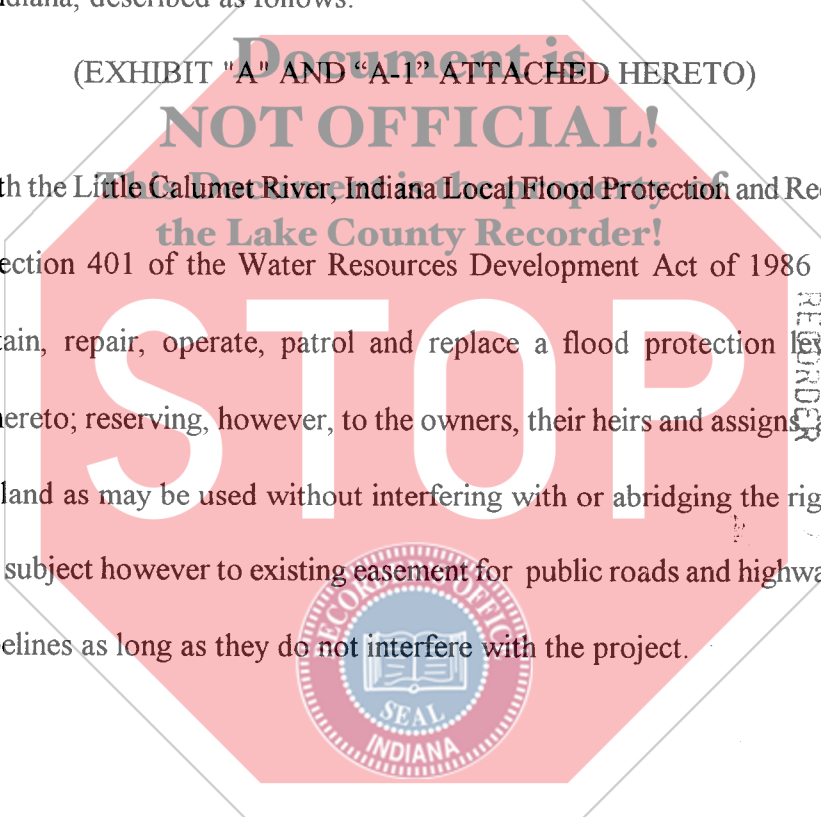 ndiana, described as follows:
Document is
(EXHIBIT "A" AND “A-1” ATTACHED HERETO)
NOT OFFICIAL!
This Document is the property of
th the Little Calumet River, Indiana Local Flood Protection and Rec
the Lake County Recorder!
ection 401 of the Water Resources Development Act of 1986
RECORDER
tain, repair, operate, patrol and replace a flood protection lev
STOP
ereto; reserving, however, to the owners, their heirs and assigns, a
land as may be used without interfering with or abridging the rig
subject however to existing easement for public roads and highwa
RECORDER'S OFFICE
elines as long as they do not interfere with the project.
SEAL
INDIANA